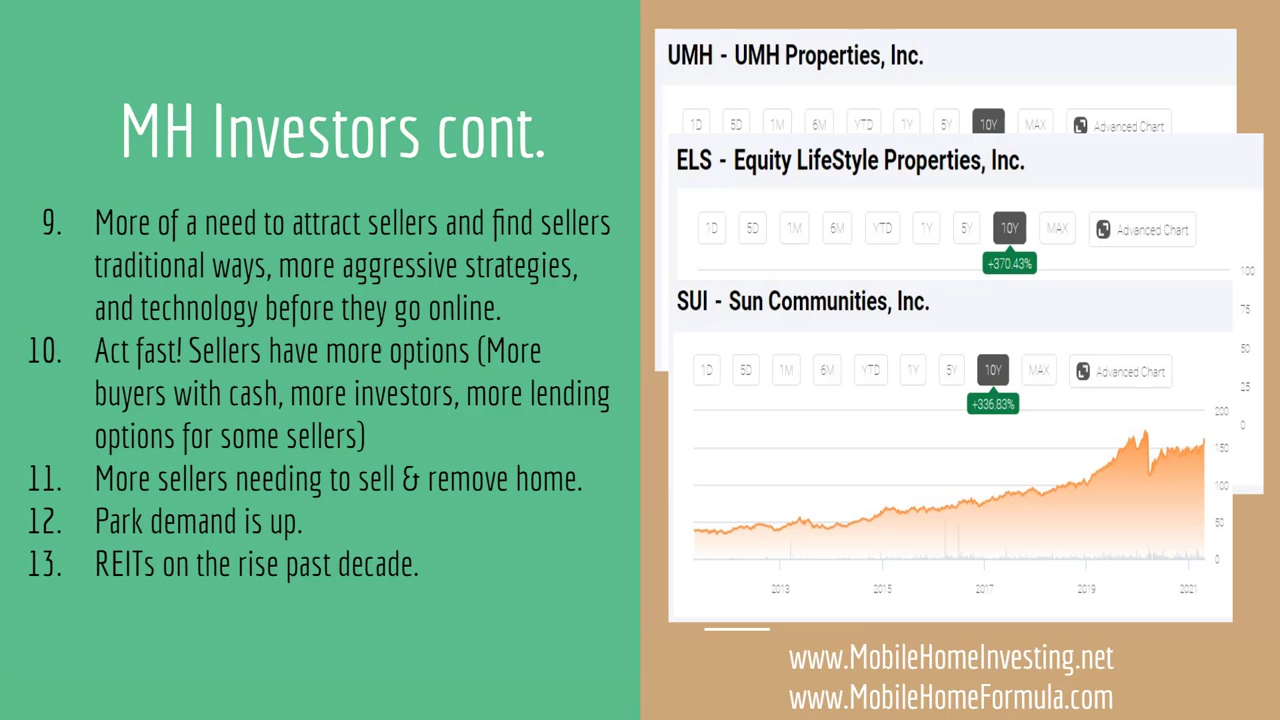 MH Investors cont.
9. More of a need to attract sellers and find sellers
traditional ways, more aggressive strategies,
and technology before they go online.
10. Act fast! Sellers have more options (More
buyers with cash, more investors, more lending
options for some sellers)
11. More sellers needing to sell & remove home.
12. Park demand is up.
13. REITs on the rise past decade.
UMH - UMH Properties, Inc.
1D 5D 1M 6M YTD 1Y 5Y 10Y MAX Advanced Chart
ELS - Equity LifeStyle Properties, Inc.
1D 5D 1M 6M YTD 1Y 5Y 10Y MAX Advanced Chart
+370.43%
100
75
50
25
0
SUI - Sun Communities, Inc.
1D 5D 1M 6M YTD 1Y 5Y 10Y MAX Advanced Chart
+336.83%
200
150
100
50
0
2013 2015 2017 2019 2021
www.MobileHomeInvesting.net
www.MobileHomeFormula.com